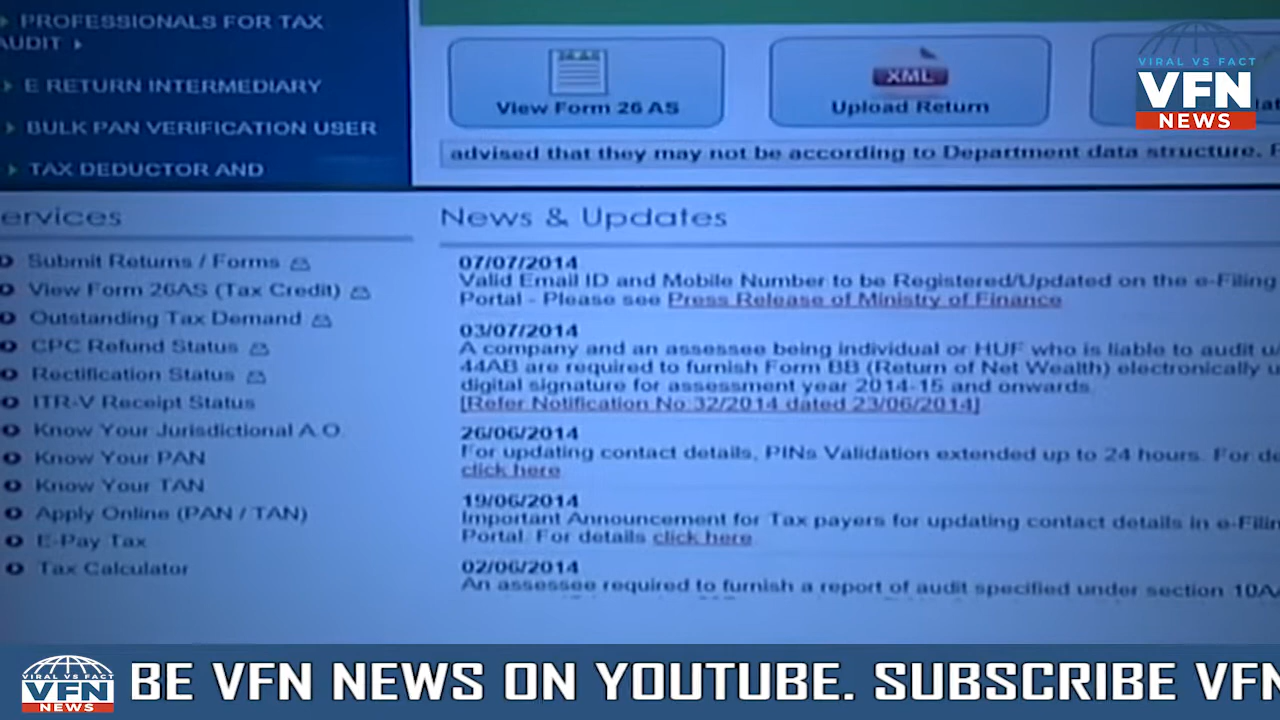 PROFESSIONALS FOR TAX
AUDIT
E RETURN INTERMEDIARY
BULK PAN VERIFICATION USER
TAX DEDUCTOR AND
View Form 26 AS
XML
Upload Return
VIRAL VS FACT
VFN
NEWS
advised that they may not be according to Department data structure.
ervices
Submit Returns / Forms
View Form 26AS (Tax Credit)
Outstanding Tax Demand
CPC Refund Status
Rectification Status
ITR-V Receipt Status
Know Your Jurisdictional A.O.
Know Your PAN
Know Your TAN
Apply Online (PAN / TAN)
E-Pay Tax
Tax Calculator
News & Updates
07/07/2014
Valid Email ID and Mobile Number to be Registered/Updated on the e-Filing
Portal - Please see Press Release of Ministry of Finance
03/07/2014
A company and an assessee being individual or HUF who is liable to audit u
44AB are required to furnish Form BB (Return of Net Wealth) electronically u
digital signature for assessment year 2014-15 and onwards.
[Refer Notification No:32/2014 dated 23/06/2014]
26/06/2014
For updating contact details, PINs Validation extended up to 24 hours. For de
click here
19/06/2014
Important Announcement for Tax payers for updating contact details in e-Filin
Portal. For details click here
02/06/2014
An assessee required to furnish a report of audit specified under section 10A
VIRAL VS FACT
VFN
NEWS
BE VFN NEWS ON YOUTUBE. SUBSCRIBE VFN